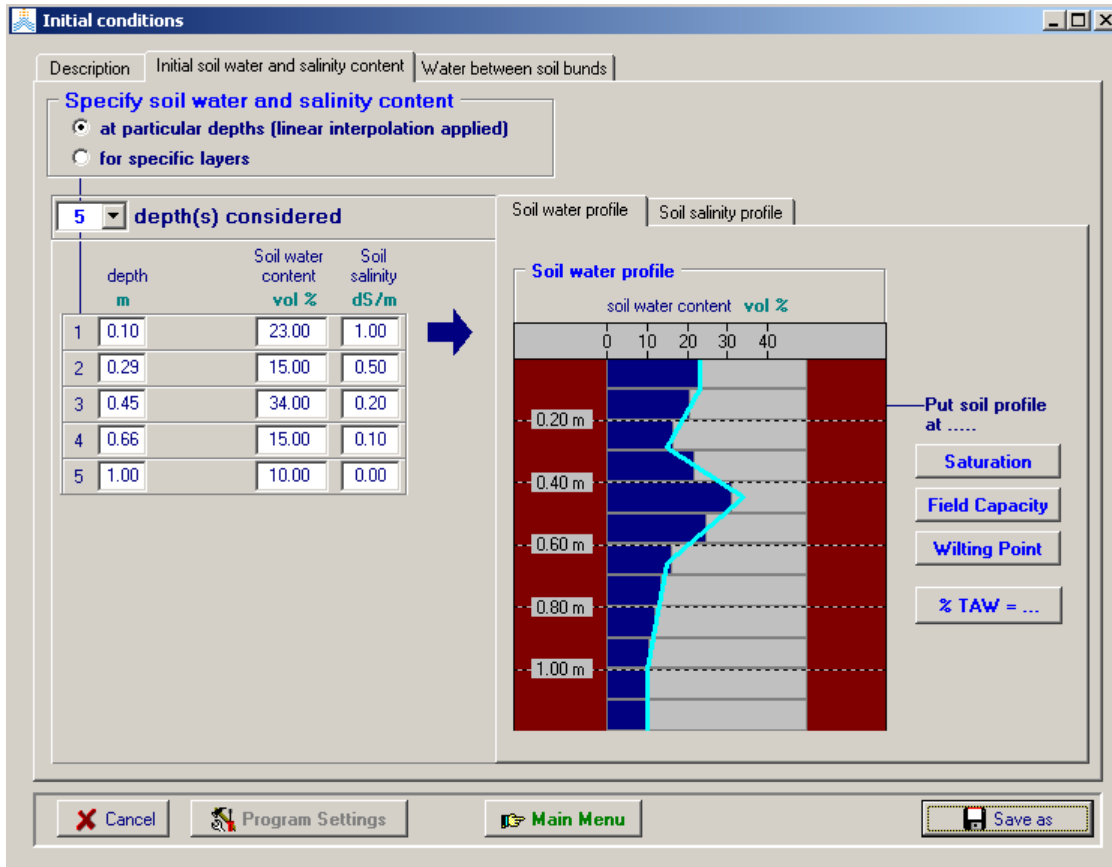 Initial conditions
Description Initial soil water and salinity content Water between soil bunds
Specify soil water and salinity content
at particular depths (linear interpolation applied)
for specific layers
5 depth(s) considered
depth Soil water content Soil salinity
m vol % dS/m
1 0.10 23.00 1.00
2 0.29 15.00 0.50
3 0.45 34.00 0.20
4 0.66 15.00 0.10
5 1.00 10.00 0.00
Soil water profile Soil salinity profile
Soil water profile
soil water content vol %
0 10 20 30 40
0.20 m
0.40 m
0.60 m
0.80 m
1.00 m
Put soil profile
at .....
Saturation
Field Capacity
Wilting Point
% TAW = ...
Cancel Program Settings Main Menu Save as